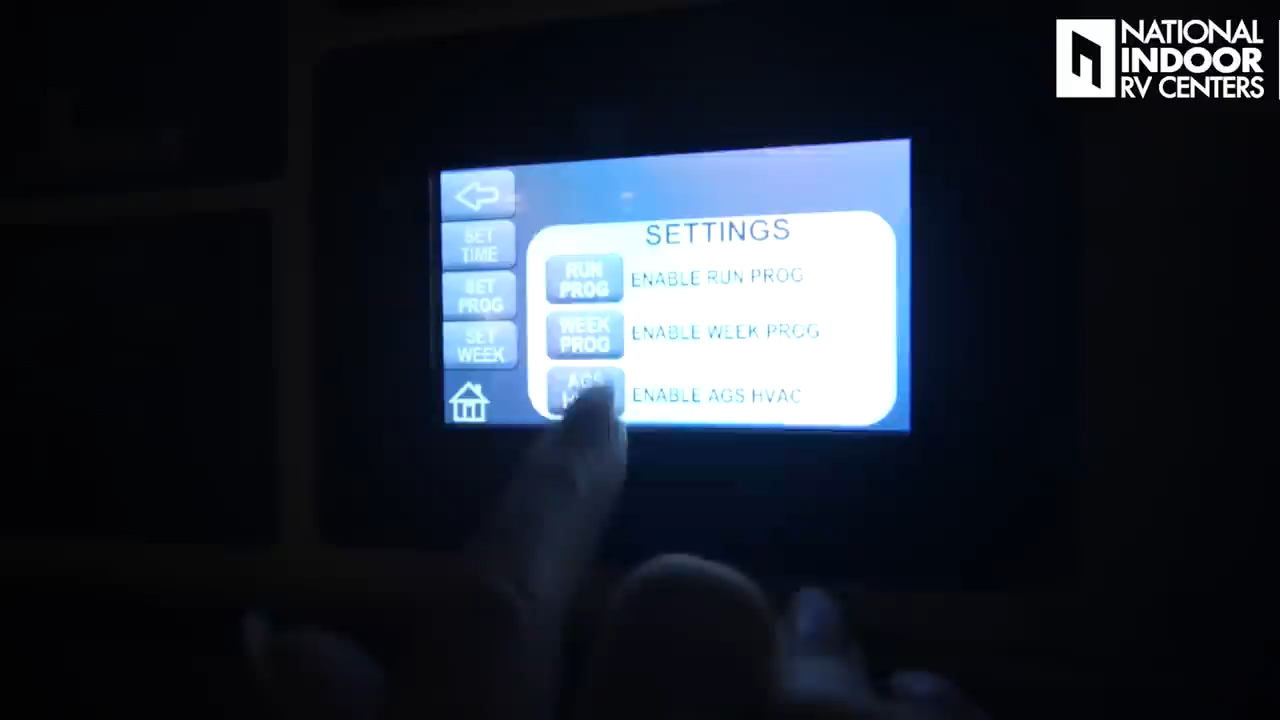 NATIONAL
INDOOR
RV CENTERS
SETTINGS
SET
TIME
RUN
PROG
ENABLE RUN PROG
SET
PROG
WEEK
PROG
ENABLE WEEK PROG
SET
WEEK
AGS
ENABLE AGS HVAC